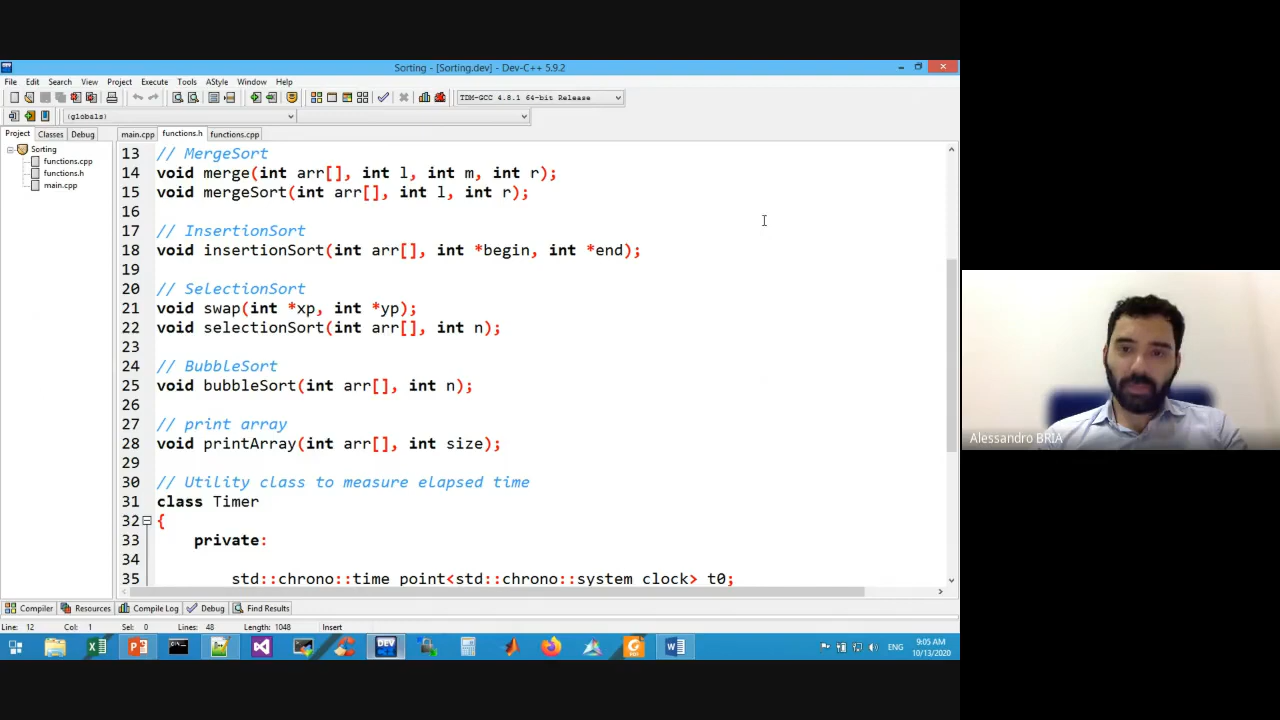 Sorting - [Sorting.dev] - Dev-C++ 5.9.2
File Edit Search View Project Execute Tools AStyle Window Help
TDM-GCC 4.8.1 64-bit Release
(globals)
Project Classes Debug main.cpp functions.h functions.cpp
Sorting
functions.cpp
functions.h
main.cpp
13 // MergeSort
14 void merge(int arr[], int l, int m, int r);
15 void mergeSort(int arr[], int l, int r);
16
17 // InsertionSort
18 void insertionSort(int arr[], int *begin, int *end);
19
20 // SelectionSort
21 void swap(int *xp, int *yp);
22 void selectionSort(int arr[], int n);
23
24 // BubbleSort
25 void bubbleSort(int arr[], int n);
26
27 // print array
28 void printArray(int arr[], int size);
29
30 // Utility class to measure elapsed time
31 class Timer
32 {
33 private:
34
35 std::chrono::time_point<std::chrono::system_clock> t0;
Alessandro BRIA
Compiler Resources Compile Log Debug Find Results
Line: 12 Col: 1 Sel: 0 Lines: 48 Length: 1048 Insert
DEV
ENG
9:05 AM
10/13/2020